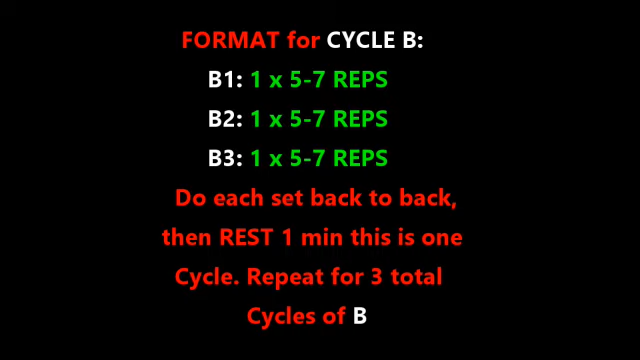 FORMAT for CYCLE B:
B1: 1 x 5-7 REPS
B2: 1 x 5-7 REPS
B3: 1 x 5-7 REPS
Do each set back to back,
then REST 1 min this is one
Cycle. Repeat for 3 total
Cycles of B